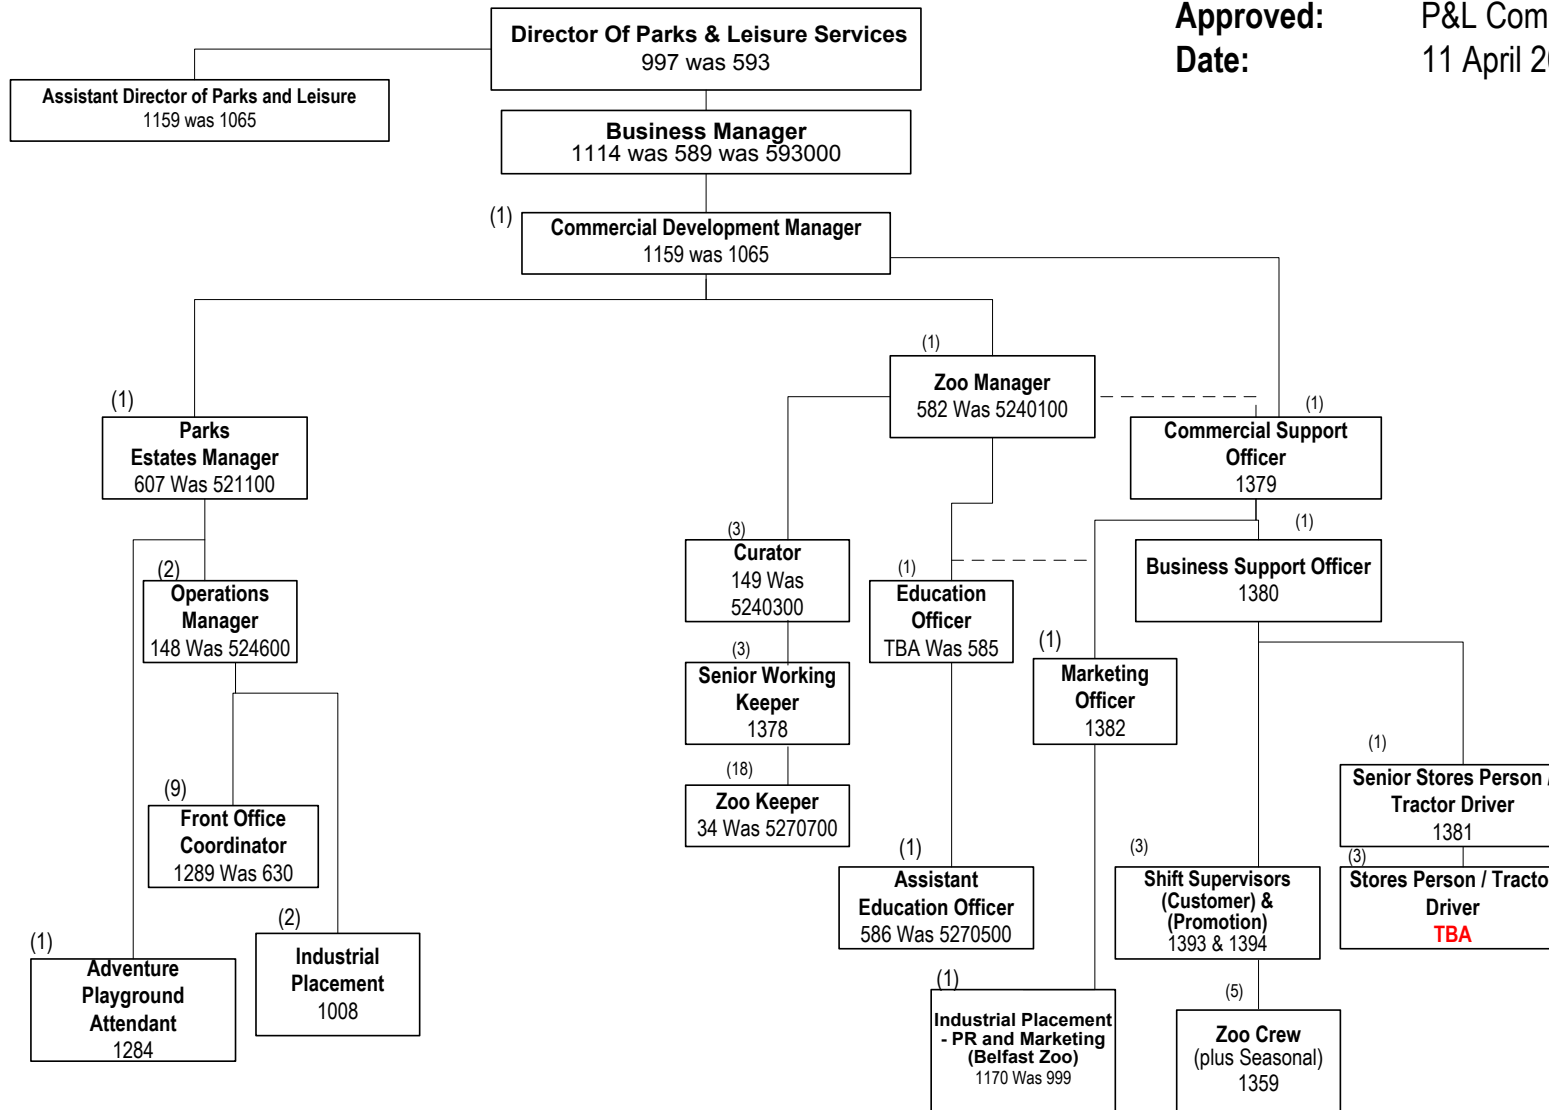 Approved: P&L Com
Date: 11 April 20
Director Of Parks & Leisure Services
997 was 593
Assistant Director of Parks and Leisure
1159 was 1065
Business Manager
1114 was 589 was 593000
(1)
Commercial Development Manager
1159 was 1065
(1)
Zoo Manager
582 Was 5240100
(1)
Parks
Estates Manager
607 Was 521100
(1)
Commercial Support
Officer
1379
(3)
Curator
149 Was
5240300
(1)
Business Support Officer
1380
(2)
Operations
Manager
148 Was 524600
(1)
Education
Officer
TBA Was 585
(3)
Senior Working
Keeper
1378
(1)
Marketing
Officer
1382
(18)
Zoo Keeper
34 Was 5270700
(1)
Senior Stores Person /
Tractor Driver
1381
(9)
Front Office
Coordinator
1289 Was 630
(1)
Assistant
Education Officer
586 Was 5270500
(3)
Shift Supervisors
(Customer) &
(Promotion)
1393 & 1394
(3)
Stores Person / Tracto
Driver
TBA
(1)
Adventure
Playground
Attendant
1284
(2)
Industrial
Placement
1008
(1)
Industrial Placement
- PR and Marketing
(Belfast Zoo)
1170 Was 999
(5)
Zoo Crew
(plus Seasonal)
1359